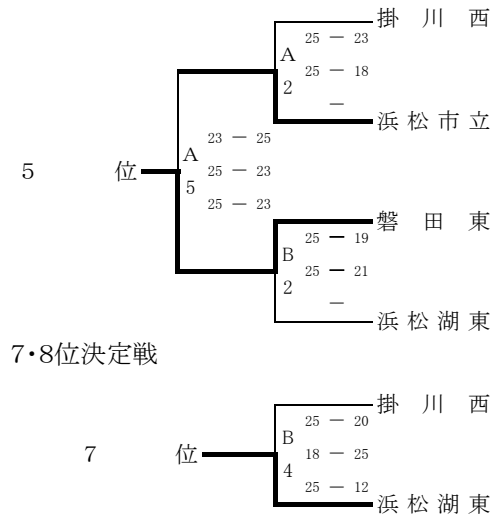 掛川西
25 － 23
A
25 － 18
2
－
浜松市立
23 － 25
A
5 位
25 － 23
5
25 － 23
磐田東
25 － 19
B
25 － 21
2
－
浜松湖東
7・8位決定戦
掛川西
25 － 20
B
7 位
18 － 25
4
25 － 12
浜松湖東